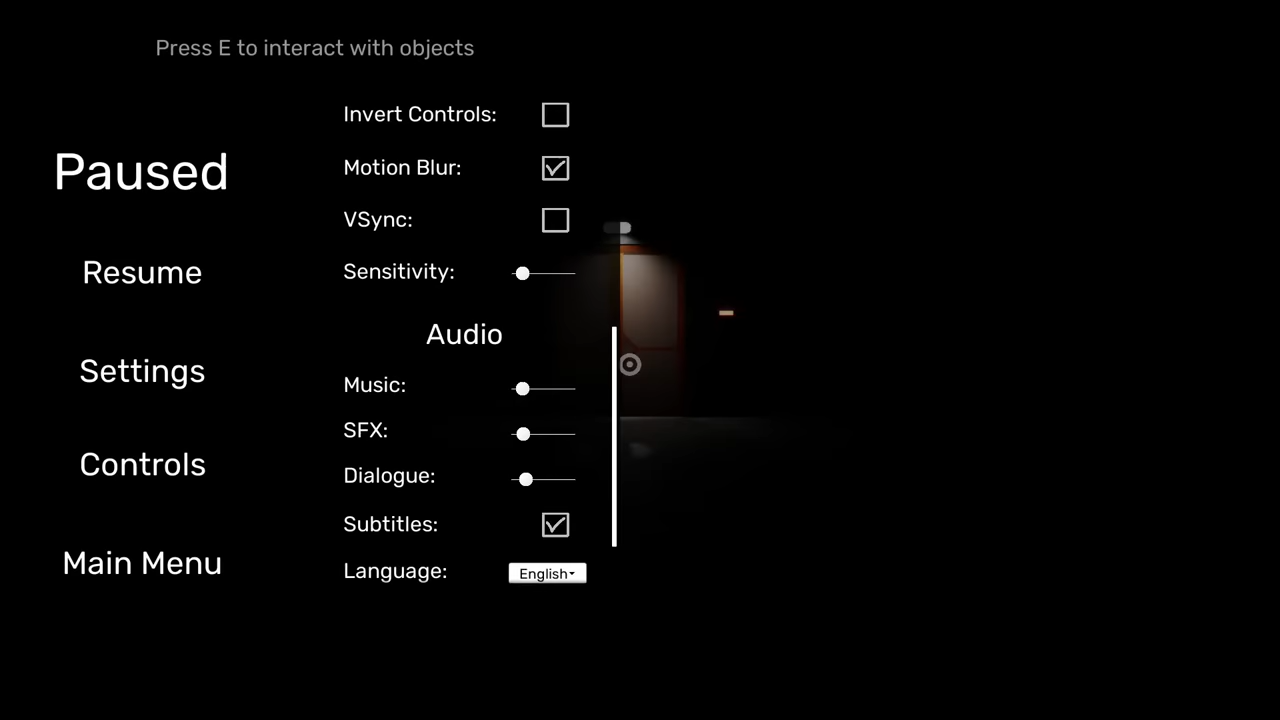 Press E to interact with objects
Invert Controls:
Paused
Motion Blur:
VSync:
Resume
Sensitivity:
Audio
Settings
Music:
SFX:
Controls
Dialogue:
Subtitles:
Main Menu
Language:
English